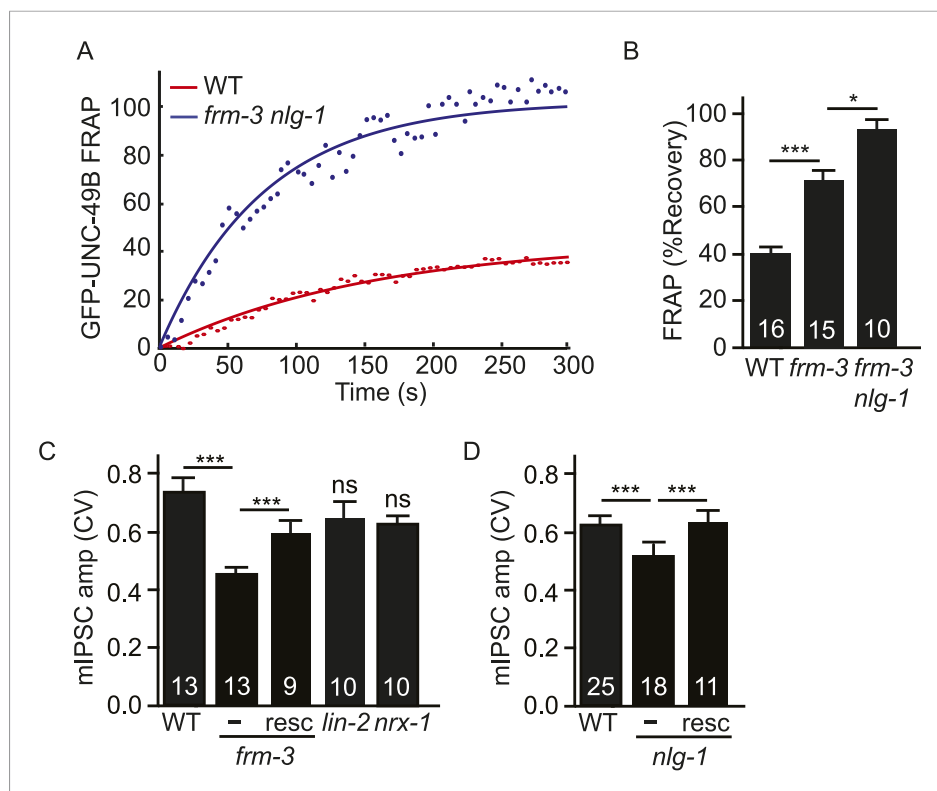 A
GFP-UNC-49B FRAP
WT
frm-3 nlg-1
100
80
60
40
20
0
0 50 100 150 200 250 300
Time (s)
B
FRAP (%Recovery)
100
80
60
40
20
0
***
*
16 15 10
WT frm-3 frm-3
nlg-1
C
mIPSC amp (CV)
0.8
0.6
0.4
0.2
0.0
***
***
ns
ns
13 13 9 10 10
WT – resc lin-2 nrx-1
frm-3
D
mIPSC amp (CV)
0.8
0.6
0.4
0.2
0.0
*** ***
25 18 11
WT – resc
nlg-1